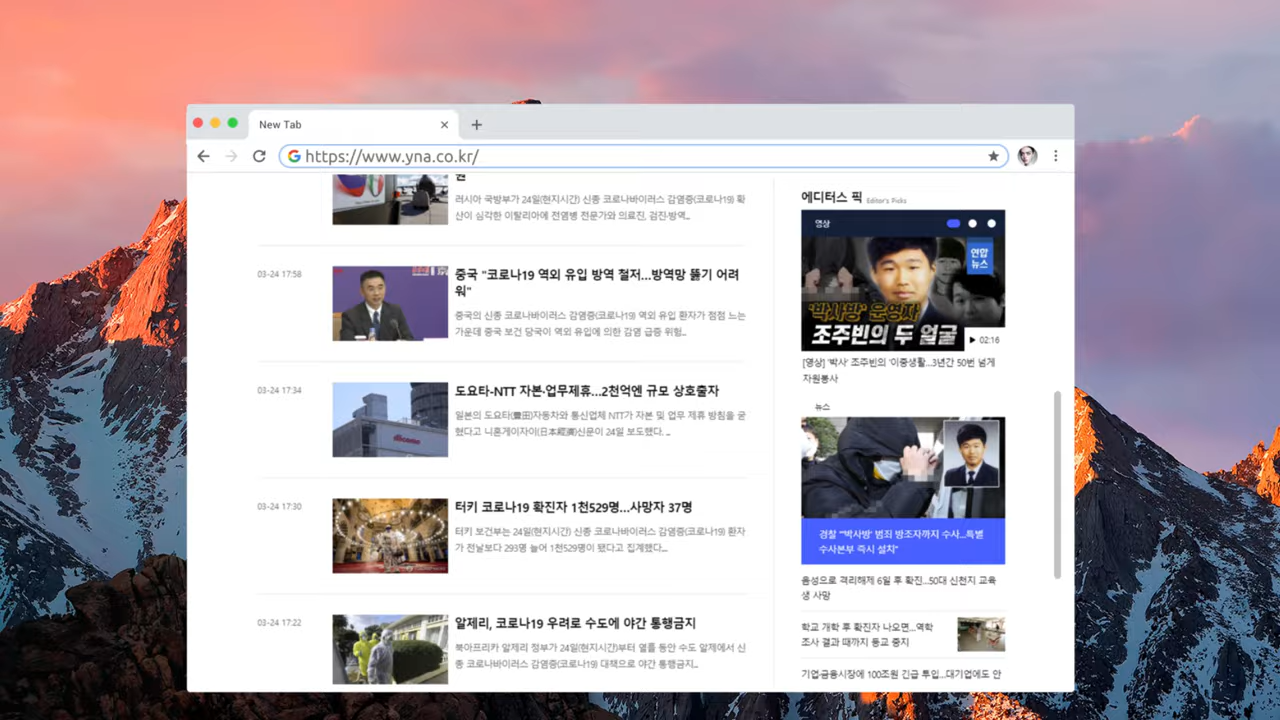 New Tab
https://www.yna.co.kr/
러시아 국방부가 24일(현지시간) 신종 코로나바이러스 감염증(코로나19) 확
산이 심각한 이탈리아에 전염병 전문가와 의료진, 검진·방역...
03-24 17:58
중국 "코로나19 역외 유입 방역 철저...방역망 뚫기 어려
워"
중국의 신종 코로나바이러스 감염증(코로나19) 역외 유입 환자가 점점 느는
가운데 중국 보건 당국이 역외 유입에 의한 감염 급증 위험...
03-24 17:34
도요타-NTT 자본·업무제휴...2천억엔 규모 상호출자
일본의 도요타(豊田)자동차와 통신업체 NTT가 자본 및 업무 제휴 방침을 굳
혔다고 니혼게이자이(日本経済)신문이 24일 보도했다. ...
docomo
03-24 17:30
터키 코로나19 확진자 1천529명...사망자 37명
터키 보건부는 24일(현지시간) 신종 코로나바이러스 감염증(코로나19) 환자
가 전날보다 293명 늘어 1천529명이 됐다고 집계했다....
03-24 17:22
알제리, 코로나19 우려로 수도에 야간 통행금지
북아프리카 알제리 정부가 24일(현지시간)부터 열흘 동안 수도 알제에서 신
종 코로나바이러스 감염증(코로나19) 대책으로 야간 통행금지...
에디터스 픽 Editor's Picks
영상
연합
뉴스
'박사방' 운영자
조주빈의 두 얼굴
02:16
[영상] '박사' 조주빈의 '이중생활'...3년간 50번 넘게
자원봉사
뉴스
경찰 "'박사방' 범죄 방조자까지 수사...특별
수사본부 즉시 설치"
음성으로 격리해제 6일 후 확진...50대 신천지 교육
생 사망
학교 개학 후 확진자 나오면...역학
조사 결과 때까지 등교 중지
기업·금융시장에 100조원 긴급 투입...대기업에도 안